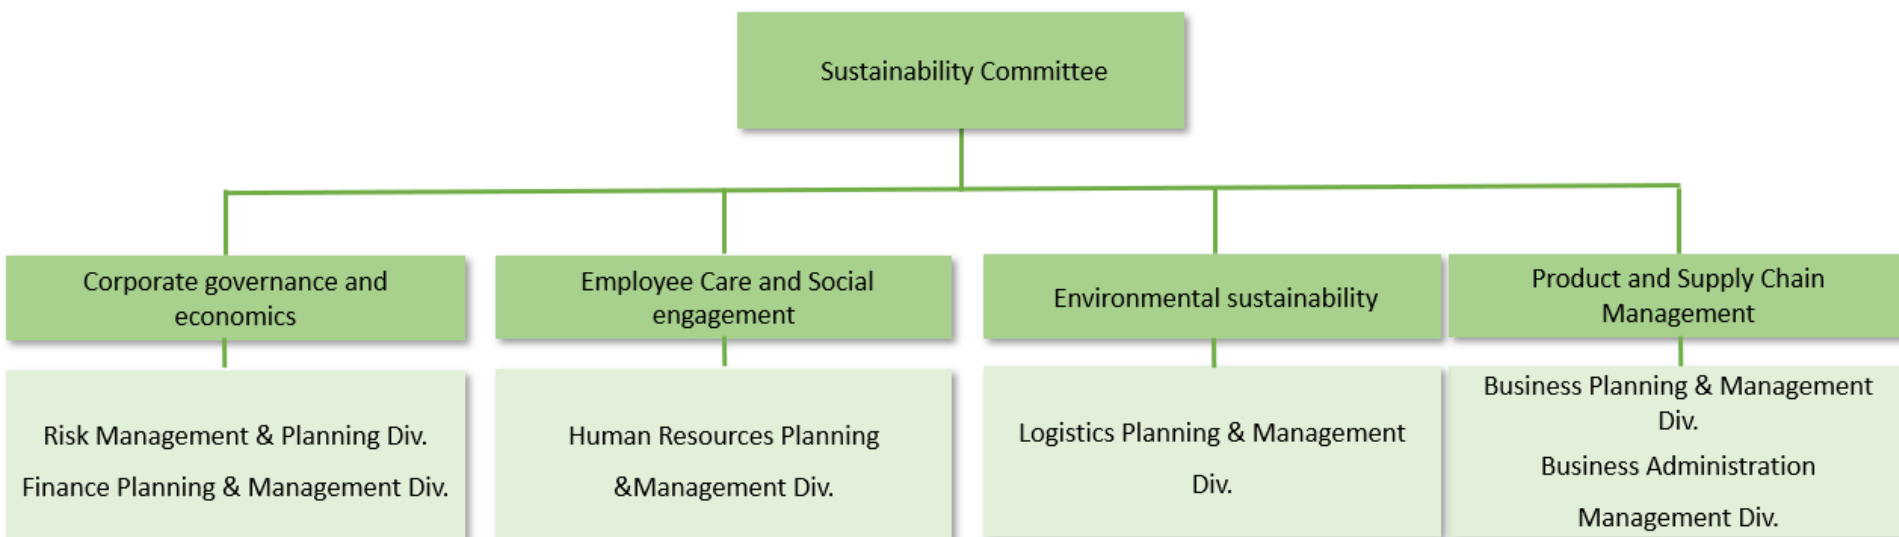 Sustainability Committee
Corporate governance and
economics
Employee Care and Social
engagement
Environmental sustainability
Product and Supply Chain
Management
Risk Management & Planning Div.
Finance Planning & Management Div.
Human Resources Planning
&Management Div.
Logistics Planning & Management
Div.
Business Planning & Management
Div.
Business Administration
Management Div.